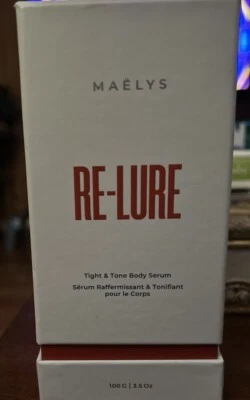 MAËLYS
RE-LURE
Tight & Tone Body Serum
Sérum Raffermissant & Tonifiant
pour le Corps
100 G | 3.5 Oz